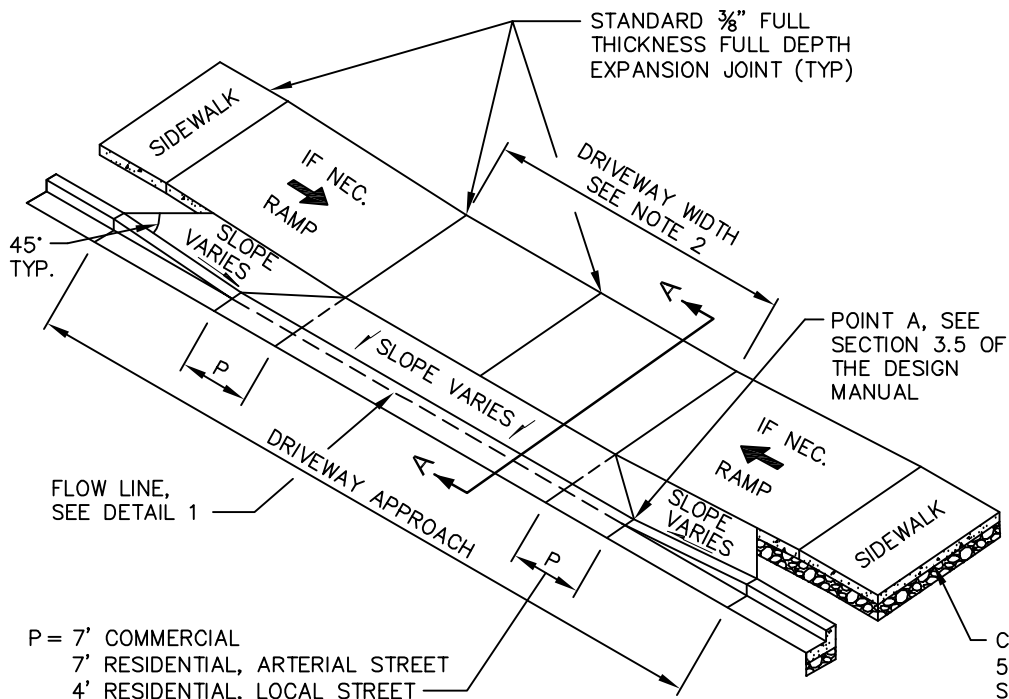 STANDARD ⅜" FULL
THICKNESS FULL DEPTH
EXPANSION JOINT (TYP)
SIDEWALK
IF NEC.
RAMP
DRIVEWAY WIDTH
SEE NOTE 2
45°
TYP.
SLOPE
VARIES
A
POINT A, SEE
SECTION 3.5 OF
THE DESIGN
MANUAL
P
SLOPE VARIES
IF NEC.
RAMP
A
DRIVEWAY APPROACH
FLOW LINE,
SEE DETAIL 1
SLOPE
VARIES
SIDEWALK
P
P = 7' COMMERCIAL
7' RESIDENTIAL, ARTERIAL STREET
4' RESIDENTIAL, LOCAL STREET
C
5
S